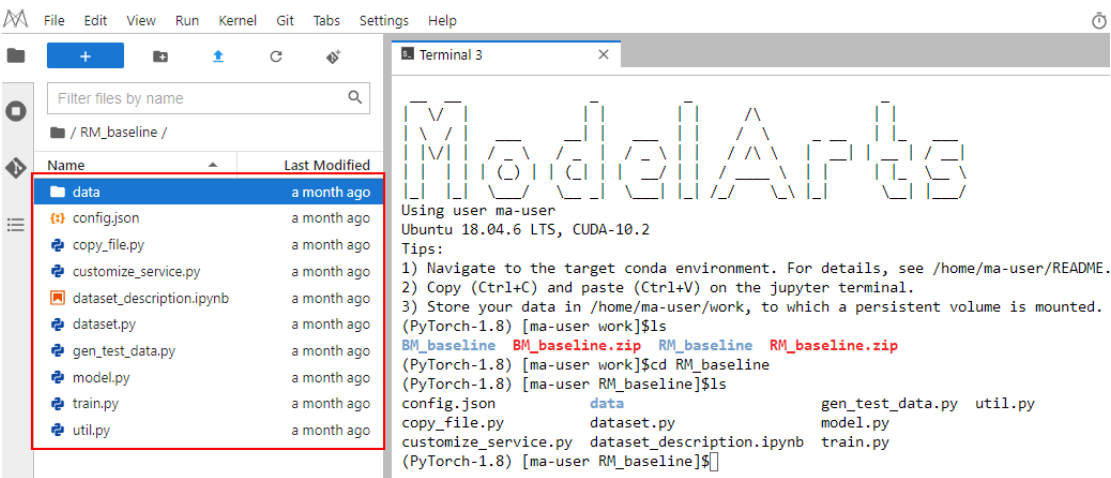 File Edit View Run Kernel Git Tabs Settings Help
Filter files by name
/ RM_baseline /
Name Last Modified
data a month ago
config.json a month ago
copy_file.py a month ago
customize_service.py a month ago
dataset_description.ipynb a month ago
dataset.py a month ago
gen_test_data.py a month ago
model.py a month ago
train.py a month ago
util.py a month ago
Terminal 3
ModelArts
Using user ma-user
Ubuntu 18.04.6 LTS, CUDA-10.2
Tips:
1) Navigate to the target conda environment. For details, see /home/ma-user/README.
2) Copy (Ctrl+C) and paste (Ctrl+V) on the jupyter terminal.
3) Store your data in /home/ma-user/work, to which a persistent volume is mounted.
(PyTorch-1.8) [ma-user work]$ls
BM_baseline BM_baseline.zip RM_baseline RM_baseline.zip
(PyTorch-1.8) [ma-user work]$cd RM_baseline
(PyTorch-1.8) [ma-user RM_baseline]$ls
config.json data gen_test_data.py util.py
copy_file.py dataset.py model.py
customize_service.py dataset_description.ipynb train.py
(PyTorch-1.8) [ma-user RM_baseline]$